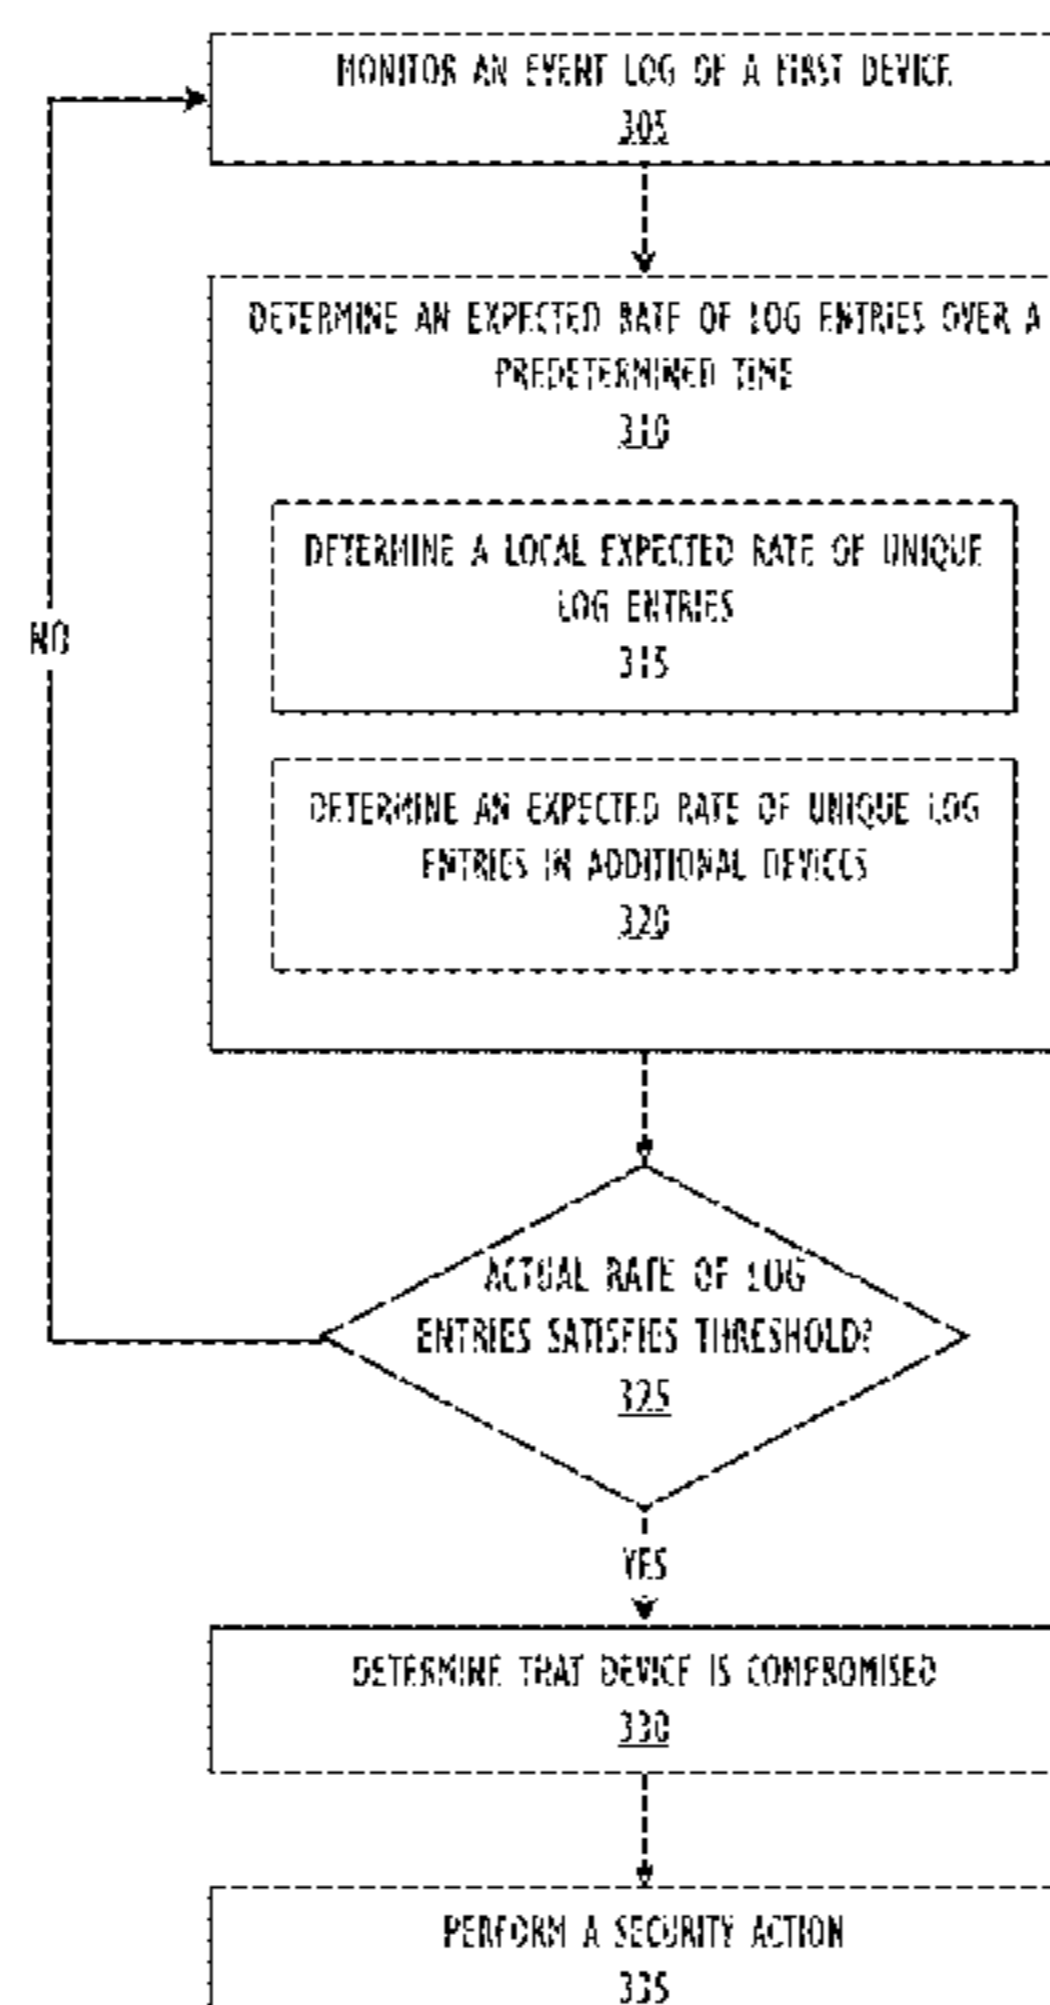 MONITOR AN EVENT LOG OF A FIRST DEVICE
305
DETERMINE AN EXPECTED RATE OF LOG ENTRIES OVER A
PREDETERMINED TIME
310
DETERMINE A LOCAL EXPECTED RATE OF UNIQUE
LOG ENTRIES
315
DETERMINE AN EXPECTED RATE OF UNIQUE LOG
ENTRIES IN ADDITIONAL DEVICES
320
NO
ACTUAL RATE OF LOG
ENTRIES SATISFIES THRESHOLD?
325
YES
DETERMINE THAT DEVICE IS COMPROMISED
330
PERFORM A SECURITY ACTION
335